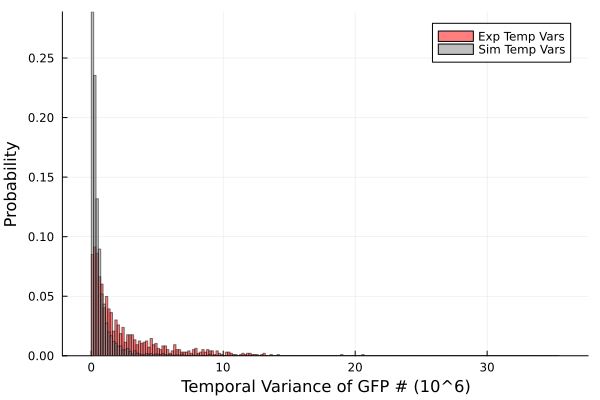 Exp Temp Vars
Sim Temp Vars
Probability
0.25
0.20
0.15
0.10
0.05
0.00
0 10 20 30
Temporal Variance of GFP # (10^6)